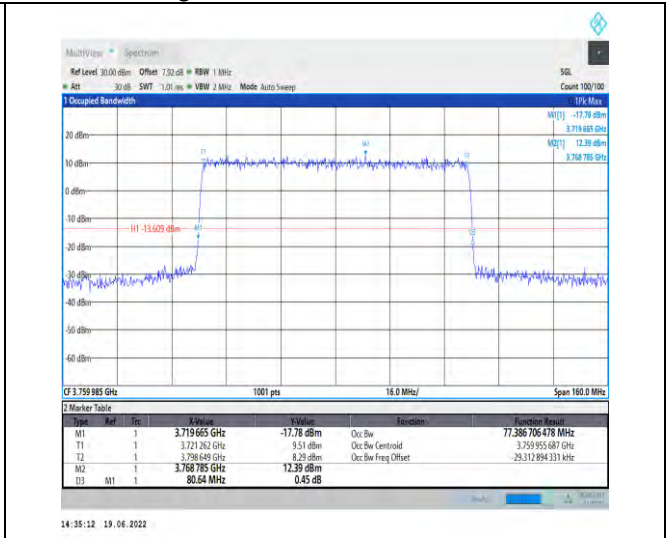 MultiView Spectrum
Ref Level 30.00 dBm Offset 7.92 dB RBW 1 MHz SGL
Att 30 dB SWT 1.01 ms VBW 2 MHz Mode Auto Sweep Count 100/100
1 Occupied Bandwidth 1Pk Max
M1[1] -17.78 dBm
3.719 665 GHz
M2[1] 12.39 dBm
3.768 785 GHz
20 dBm
T1 M2 T2
10 dBm
0 dBm
-10 dBm
H1 -13.609 dBm M1 D3
-30 dBm
-40 dBm
-50 dBm
-60 dBm
CF 3.759 985 GHz 1001 pts 16.0 MHz/ Span 160.0 MHz
2 Marker Table
Type Ref Trc X-Value Y-Value Function Function Result
M1 1 3.719 665 GHz -17.78 dBm Occ Bw 77.386 706 478 MHz
T1 1 3.721 262 GHz 9.51 dBm Occ Bw Centroid 3.759 955 687 GHz
T2 1 3.798 649 GHz 8.29 dBm Occ Bw Freq Offset -29.312 894 331 kHz
M2 1 3.768 785 GHz 12.39 dBm
D3 M1 1 80.64 MHz 0.45 dB
14:35:12 19.06.2022